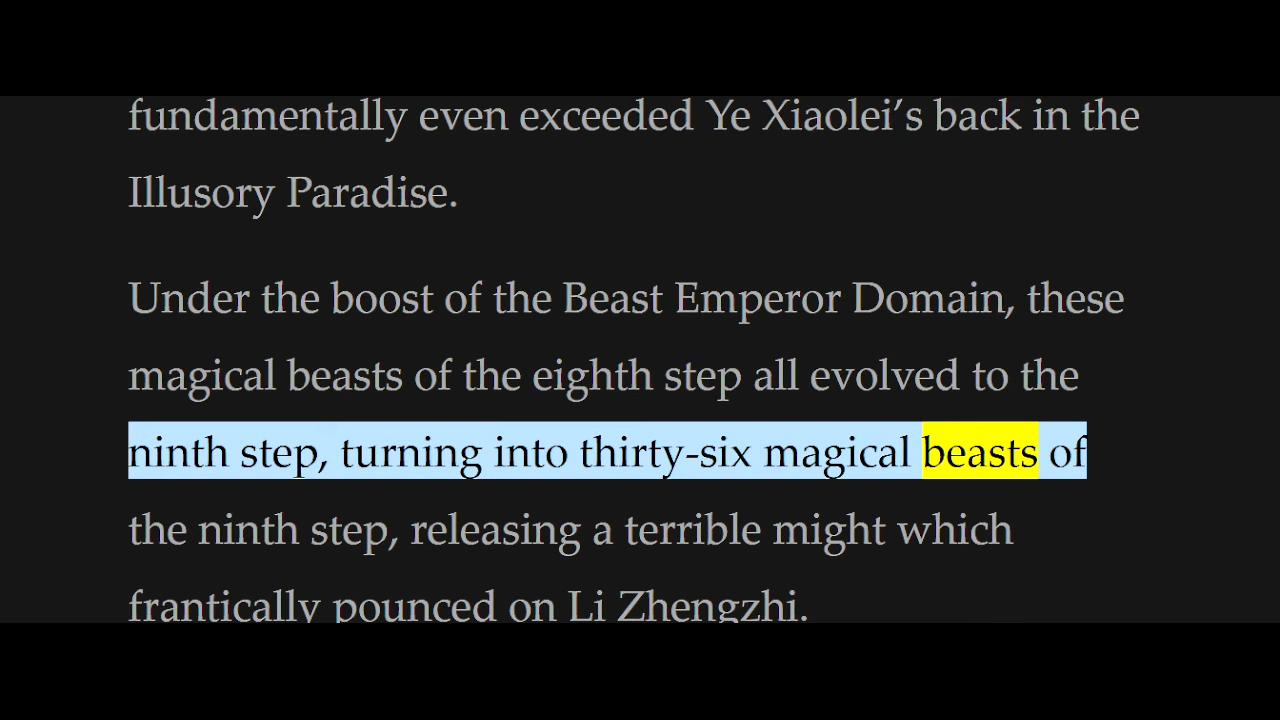 fundamentally even exceeded Ye Xiaolei’s back in the
Illusory Paradise.
Under the boost of the Beast Emperor Domain, these
magical beasts of the eighth step all evolved to the
ninth step, turning into thirty-six magical beasts of
the ninth step, releasing a terrible might which
frantically pounced on Li Zhengzhi.